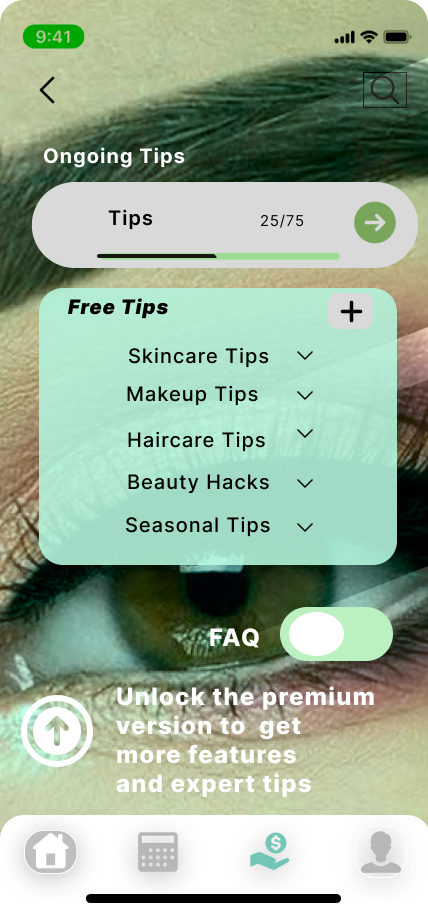 9:41
Ongoing Tips
Tips 25/75
Free Tips
Skincare Tips
Makeup Tips
Haircare Tips
Beauty Hacks
Seasonal Tips
FAQ
Unlock the premium
version to get
more features
and expert tips